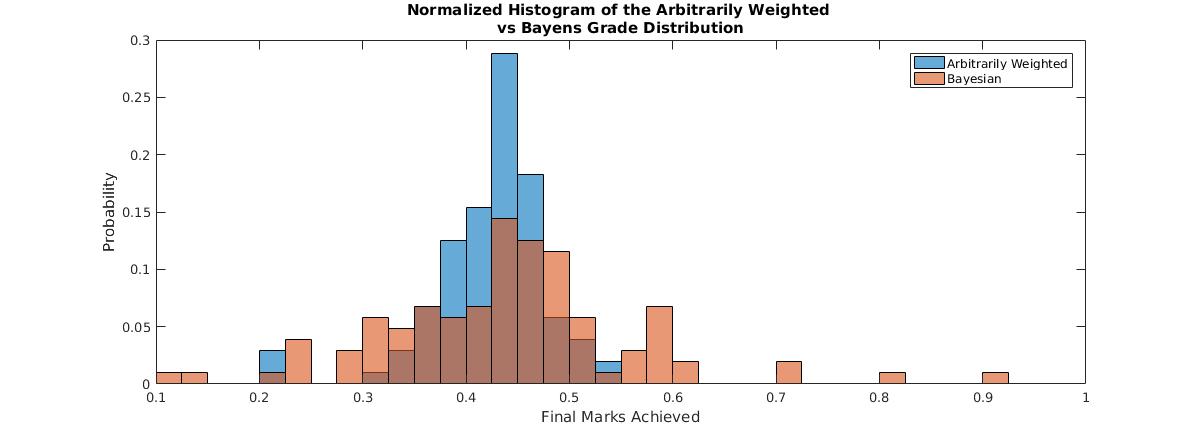 Normalized Histogram of the Arbitrarily Weighted
vs Bayens Grade Distribution
Arbitrarily Weighted
Bayesian
Probability
0.3
0.25
0.2
0.15
0.1
0.05
0
0.1 0.2 0.3 0.4 0.5 0.6 0.7 0.8 0.9 1
Final Marks Achieved